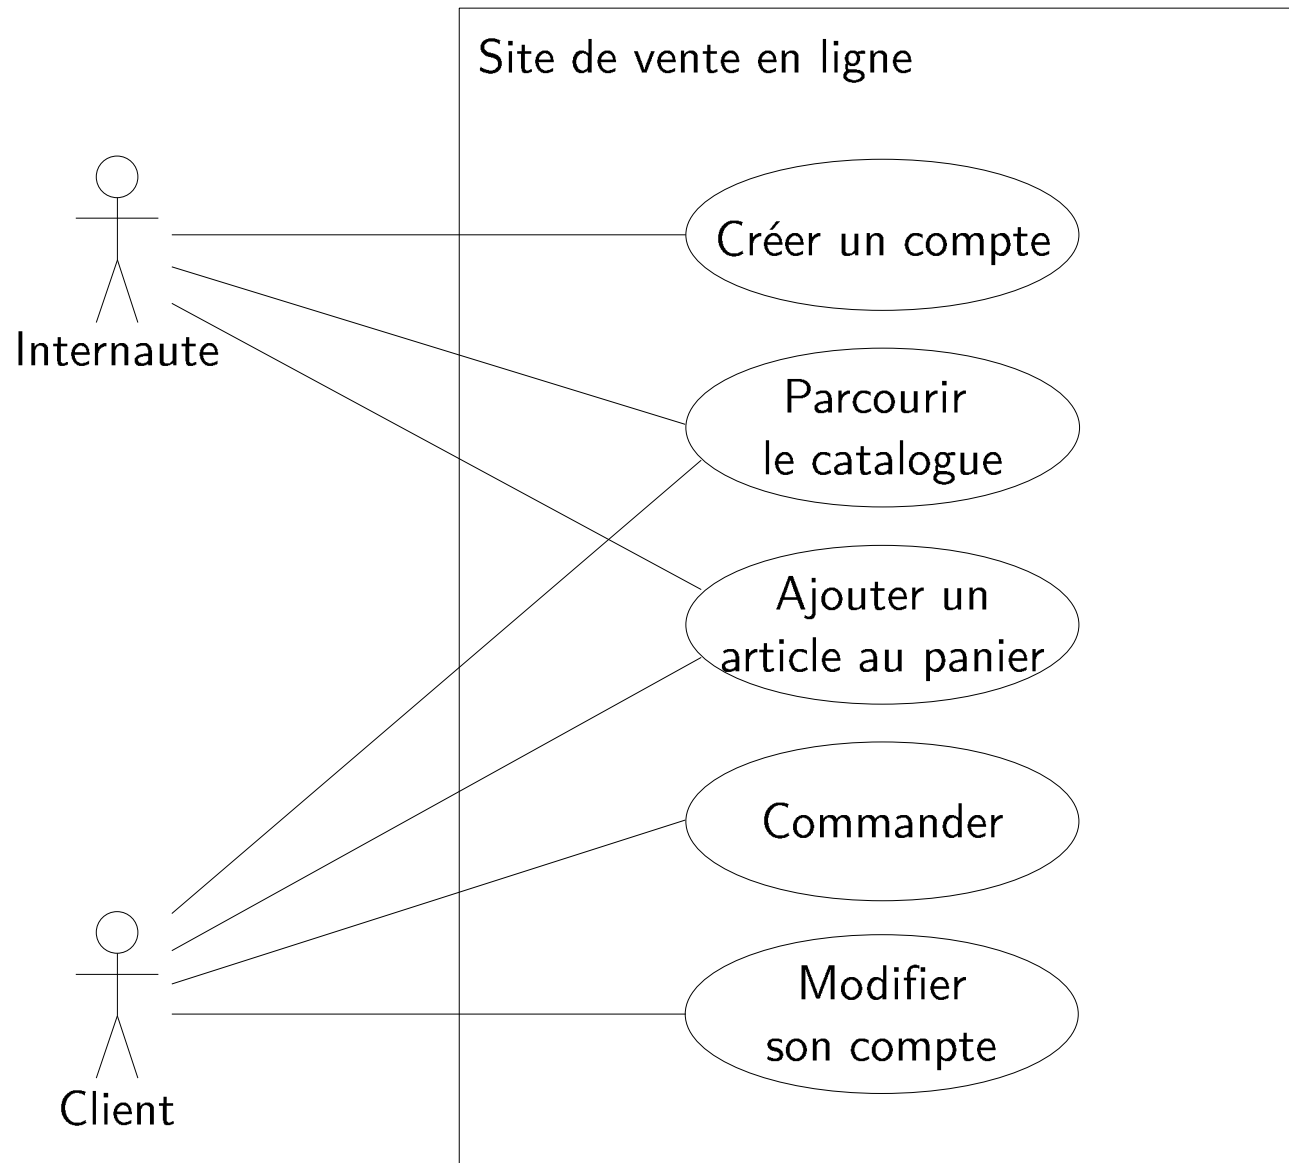 Site de vente en ligne
Créer un compte
Internaute
Parcourir
le catalogue
Ajouter un
article au panier
Commander
Modifier
son compte
Client